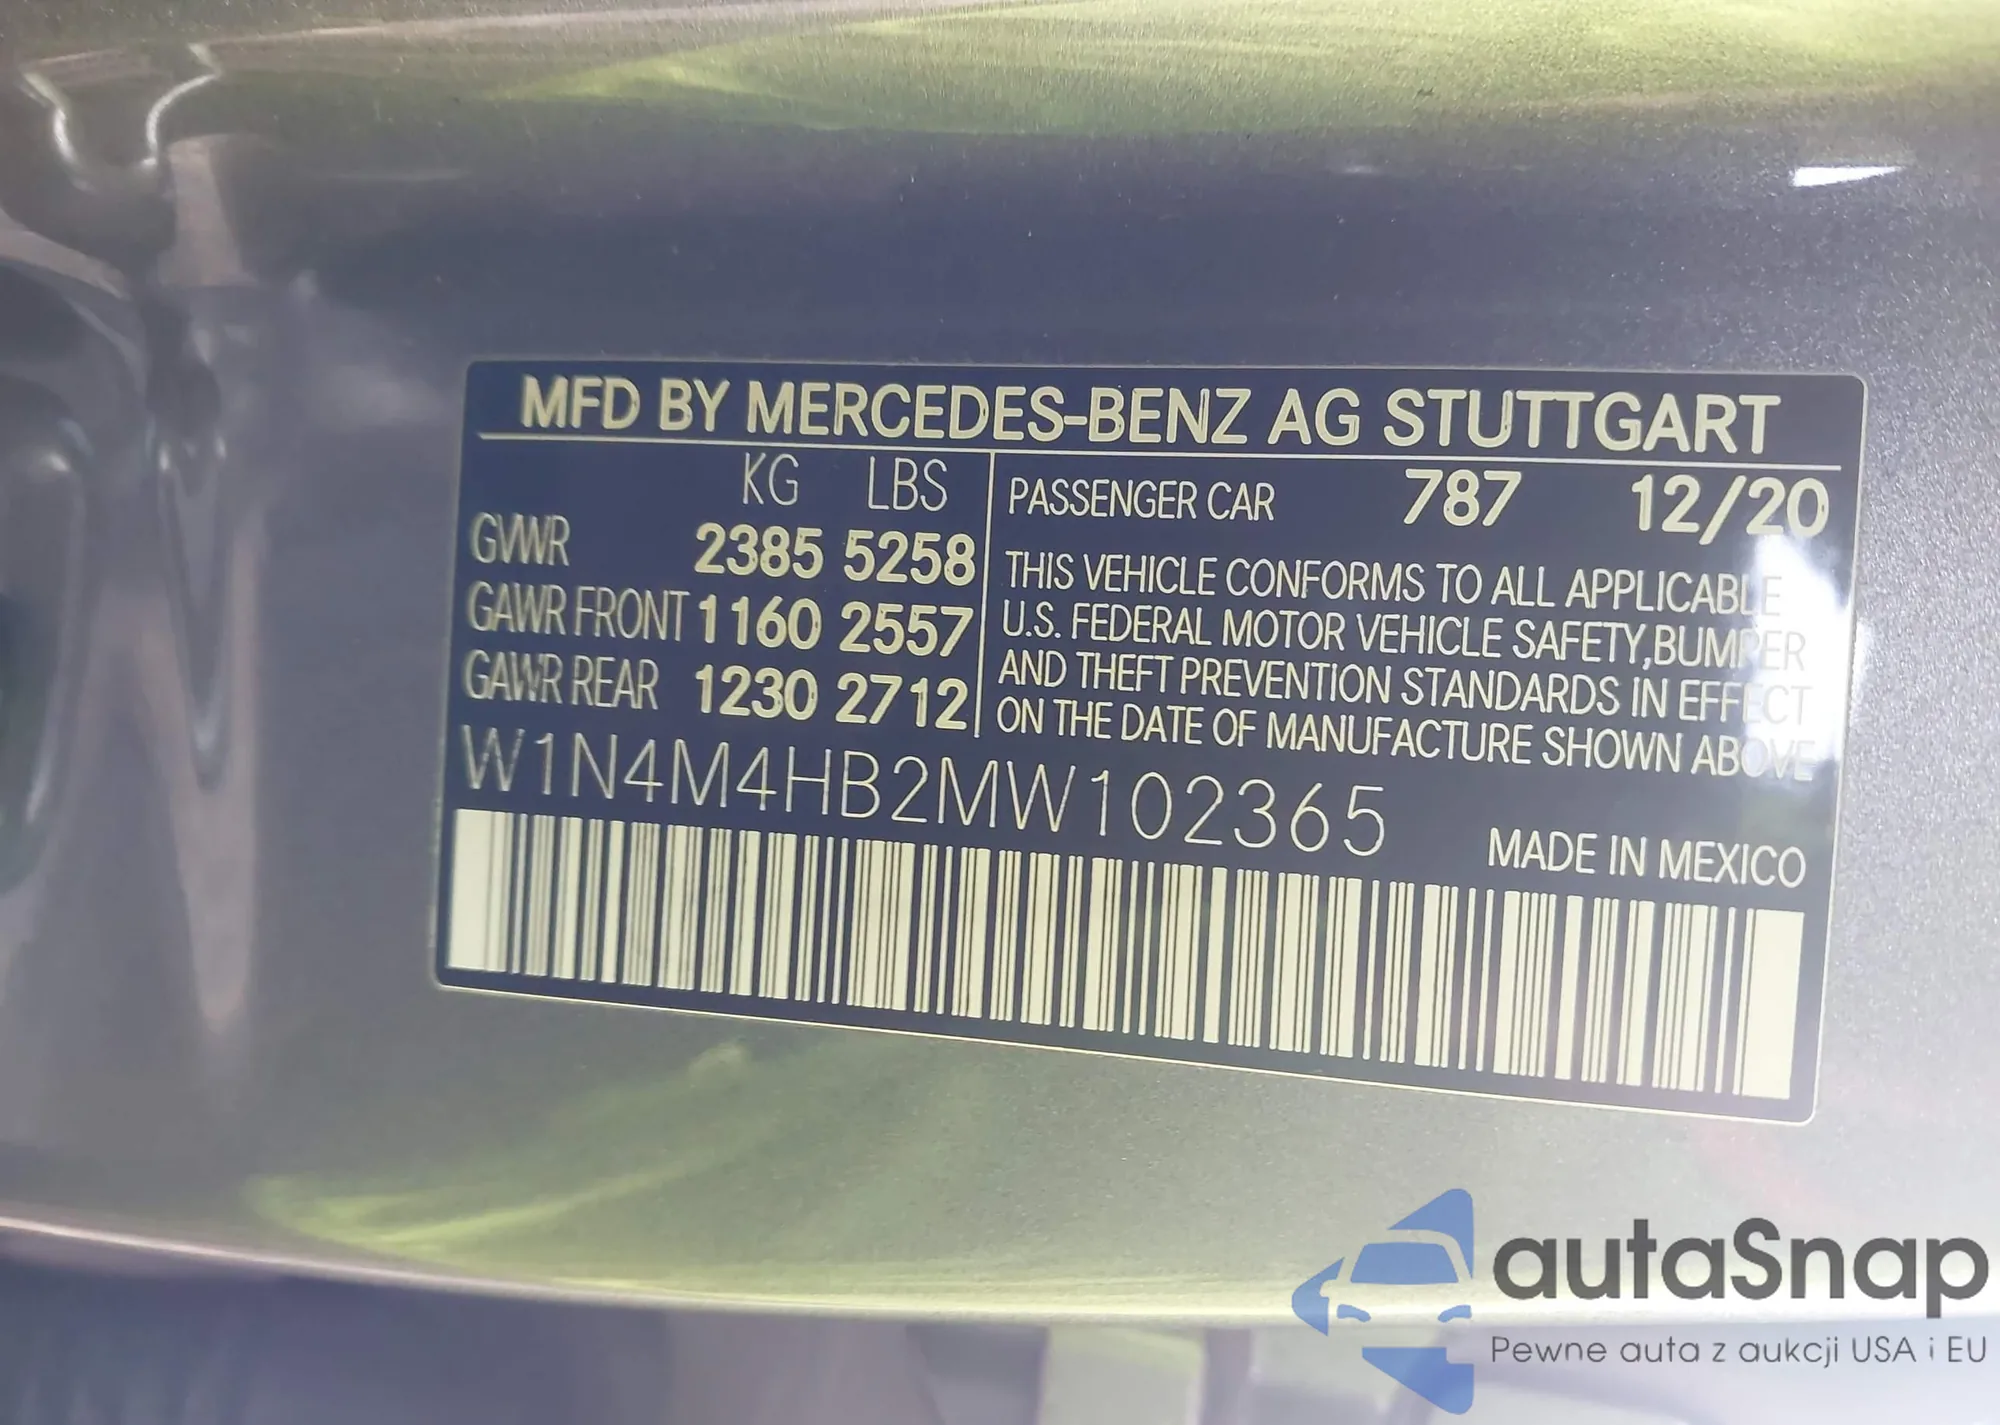 MFD BY MERCEDES-BENZ AG STUTTGART
KG LBS
GVWR 2385 5258
GAWR FRONT 1160 2557
GAWR REAR 1230 2712
PASSENGER CAR 787 12/20
THIS VEHICLE CONFORMS TO ALL APPLICABLE
U.S. FEDERAL MOTOR VEHICLE SAFETY,BUMPER
AND THEFT PREVENTION STANDARDS IN EFFECT
ON THE DATE OF MANUFACTURE SHOWN ABOVE
W1N4M4HB2MW102365
MADE IN MEXICO
autaSnap
Pewne auta z aukcji USA i EU